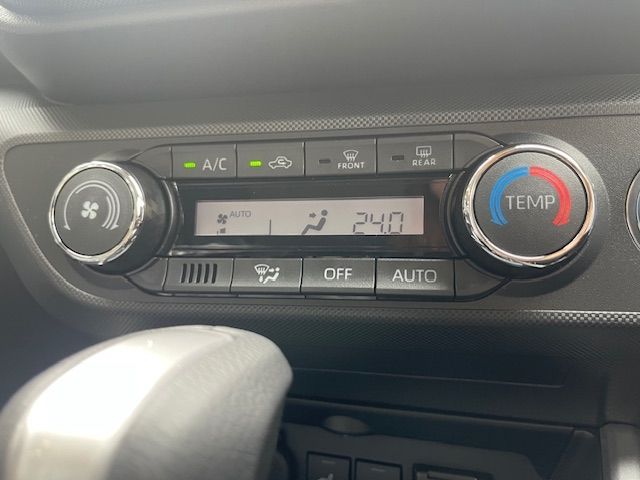 A/C
FRONT
REAR
AUTO
24.0
TEMP
OFF
AUTO